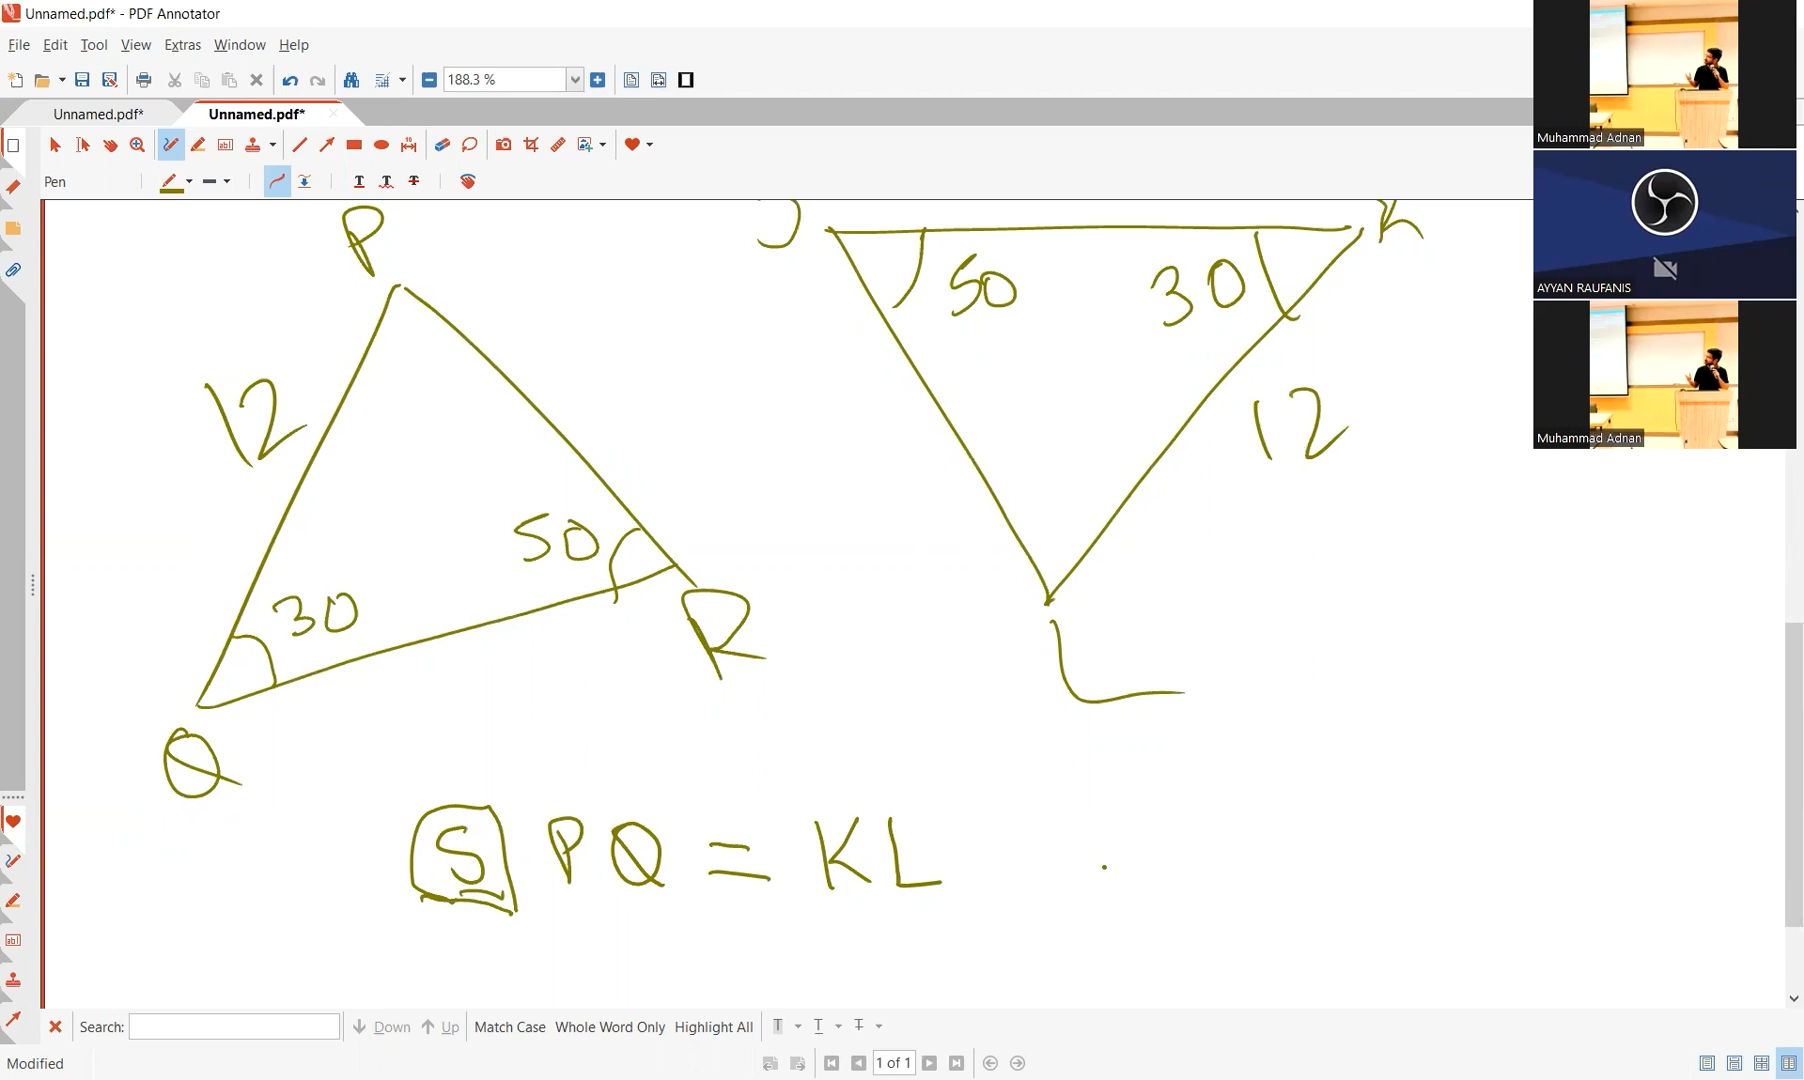 Unnamed.pdf* - PDF Annotator
File Edit Tool View Extras Window Help
188.3 %
Unnamed.pdf* Unnamed.pdf*
Pen
Muhammad Adnan
AYYAN RAUFANIS
Muhammad Adnan
P
J K
50 30
12
12
50
30
R
L
Q
S PQ = KL
Search: Down Up Match Case Whole Word Only Highlight All
1 of 1
Modified